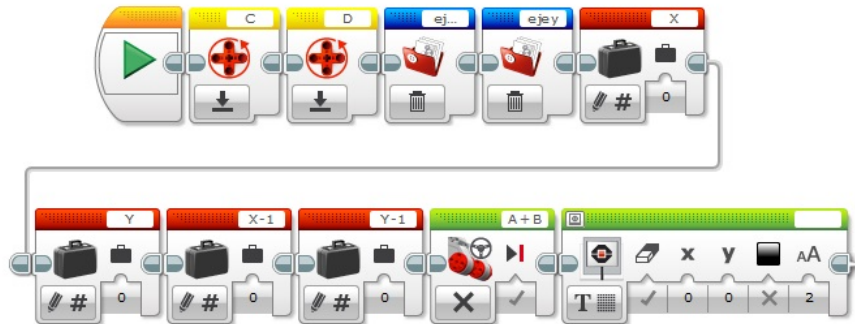 C D ej... ejey X
# 0
Y X-1 Y-1 A + B
x y AA
# 0 # 0 # 0 T 0 0 2